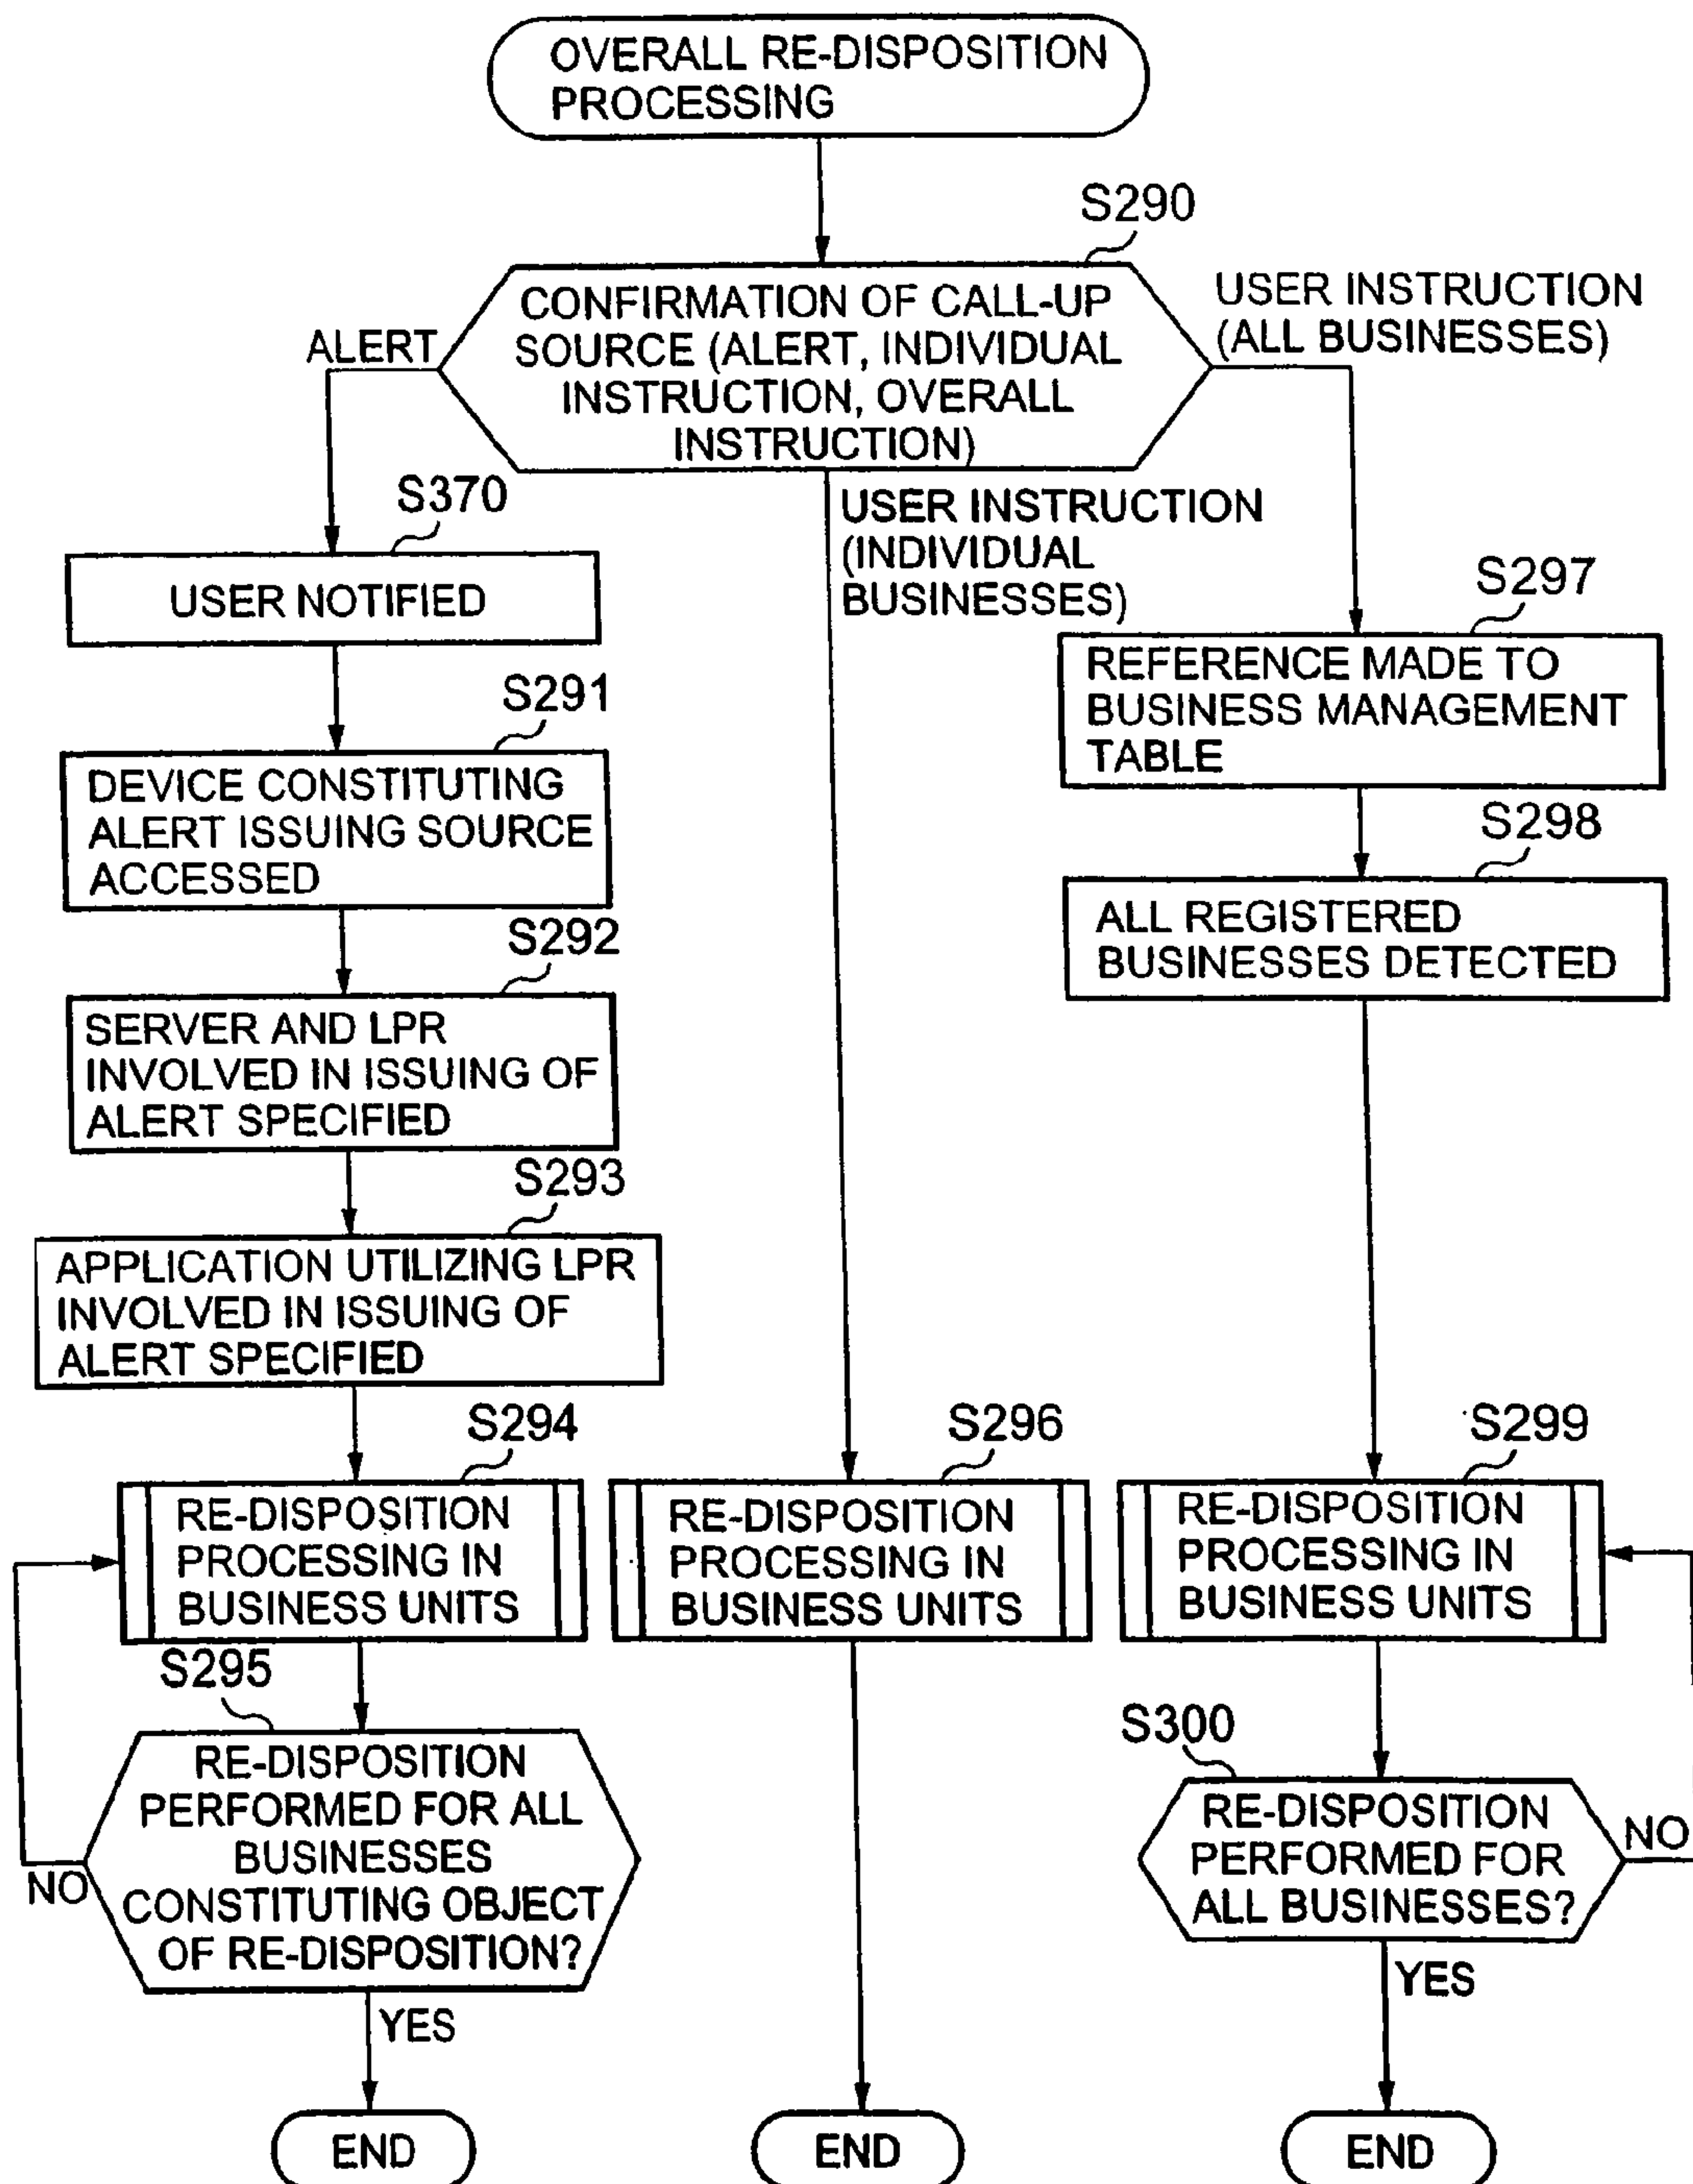 OVERALL RE-DISPOSITION
PROCESSING
S290
CONFIRMATION OF CALL-UP
SOURCE (ALERT, INDIVIDUAL
INSTRUCTION, OVERALL
INSTRUCTION)
ALERT
USER INSTRUCTION
(ALL BUSINESSES)
USER INSTRUCTION
(INDIVIDUAL
BUSINESSES)
S370
USER NOTIFIED
S291
DEVICE CONSTITUTING
ALERT ISSUING SOURCE
ACCESSED
S292
SERVER AND LPR
INVOLVED IN ISSUING OF
ALERT SPECIFIED
S293
APPLICATION UTILIZING LPR
INVOLVED IN ISSUING OF
ALERT SPECIFIED
S294
RE-DISPOSITION
PROCESSING IN
BUSINESS UNITS
S295
RE-DISPOSITION
PERFORMED FOR ALL
BUSINESSES
CONSTITUTING OBJECT
OF RE-DISPOSITION?
NO
YES
END
S296
RE-DISPOSITION
PROCESSING IN
BUSINESS UNITS
END
S297
REFERENCE MADE TO
BUSINESS MANAGEMENT
TABLE
S298
ALL REGISTERED
BUSINESSES DETECTED
S299
RE-DISPOSITION
PROCESSING IN
BUSINESS UNITS
S300
RE-DISPOSITION
PERFORMED FOR
ALL BUSINESSES?
NO
YES
END